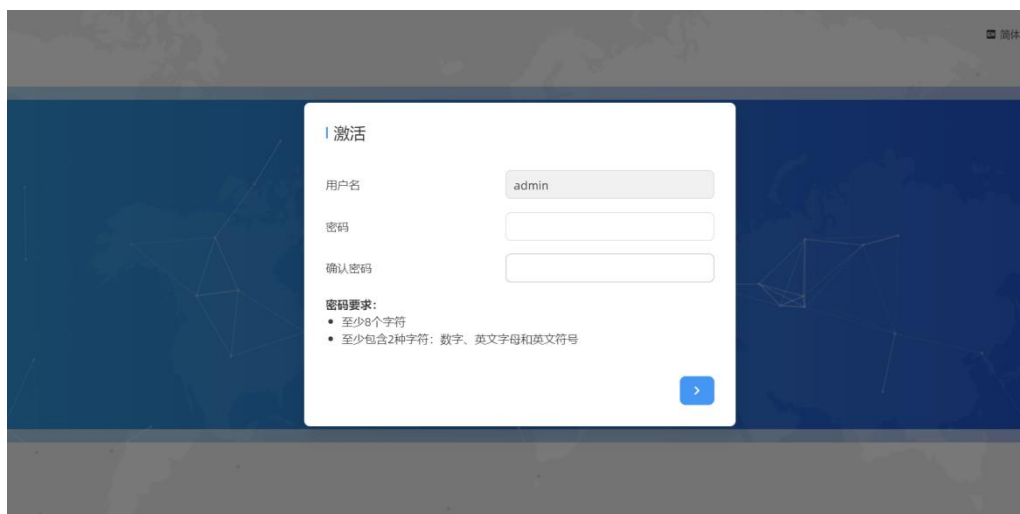 简体
激活
用户名
admin
密码
确认密码
密码要求：
至少8个字符
至少包含2种字符：数字、英文字母和英文符号